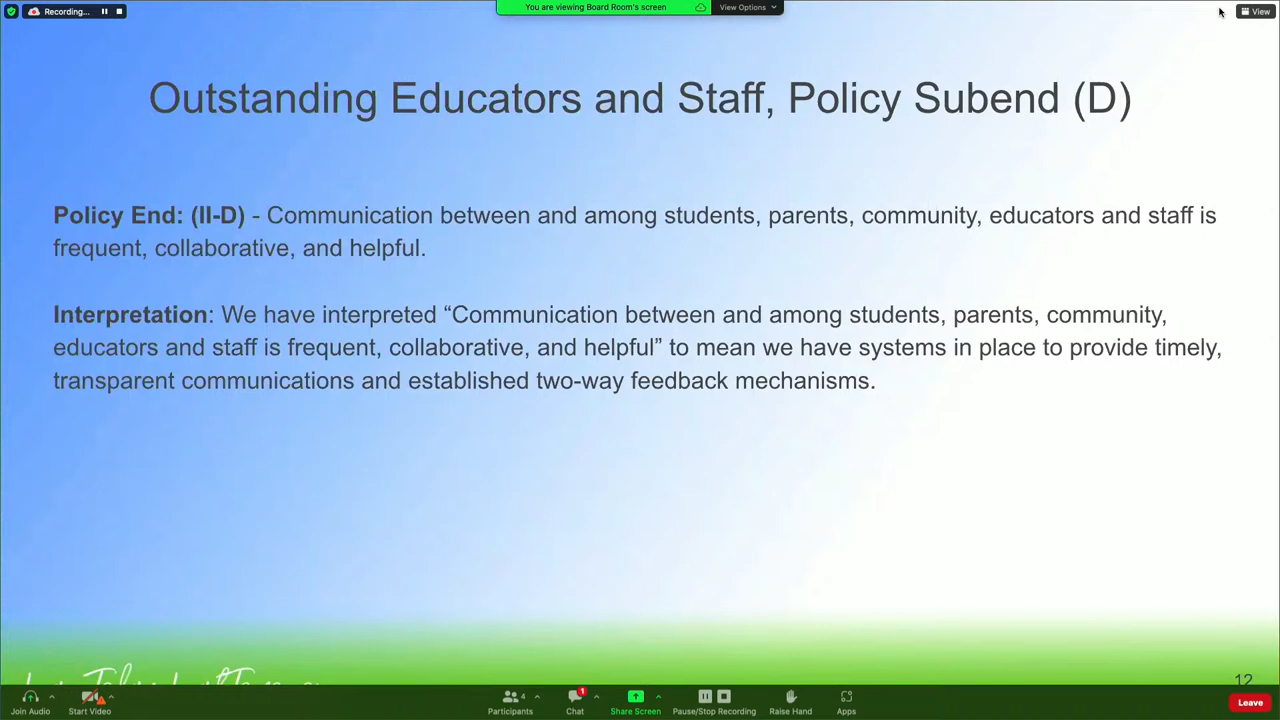 Recording...
You are viewing Board Room's screen
View Options
View
Outstanding Educators and Staff, Policy Subend (D)
Policy End: (II-D) - Communication between and among students, parents, community, educators and staff is
frequent, collaborative, and helpful.
Interpretation: We have interpreted “Communication between and among students, parents, community,
educators and staff is frequent, collaborative, and helpful” to mean we have systems in place to provide timely,
transparent communications and established two-way feedback mechanisms.
12
Join Audio
Start Video
4
Participants
1
Chat
Share Screen
Pause/Stop Recording
Raise Hand
Apps
Leave